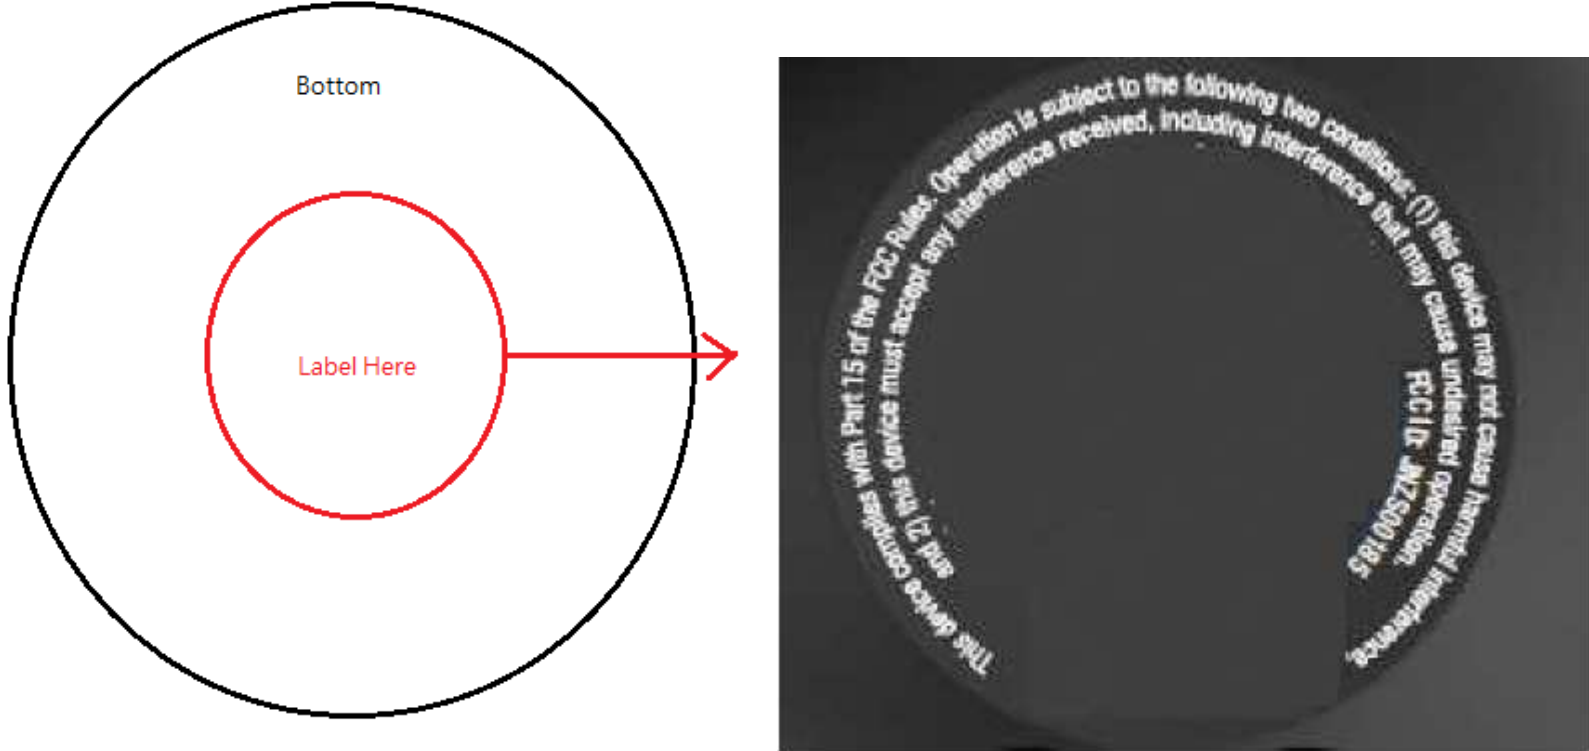 Bottom
Label Here
This device complies with Part 15 of the FCC Rules. Operation is subject to the following two conditions: (1) this device may not cause harmful interference,
and 2) this device must accept any interference received, including interference that may cause undesired operation.
FCC ID: JNZS00185